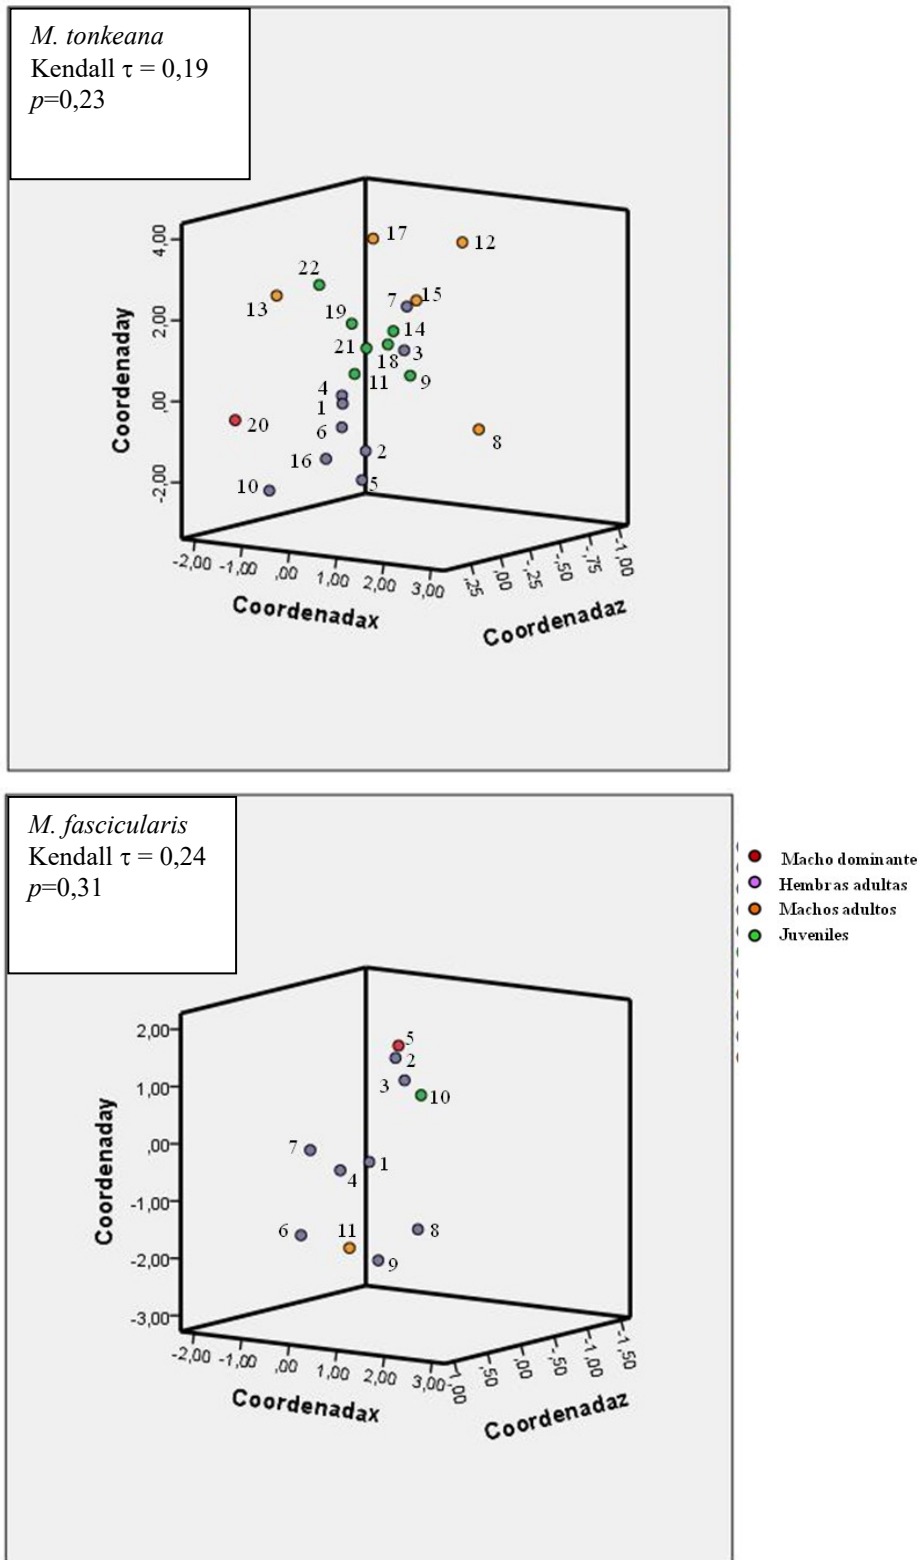 M. tonkeana
Kendall τ = 0,19
p=0,23
17
12
22
13
15
7
19
14
21
18
3
11
9
4
1
20
6
8
2
16
10
5
Coordenaday
4,00
2,00
,00
-2,00
-2,00 -1,00 ,00 1,00 2,00 3,00
Coordenadax
,25 ,00 -,25 -,50 -,75 -1,00
Coordenadaz
M. fascicularis
Kendall τ = 0,24
p=0,31
Macho dominante
Hembras adultas
Machos adultos
Juveniles
5
2
3
10
7
1
4
6
11
8
9
Coordenaday
2,00
1,00
,00
-1,00
-2,00
-3,00
-2,00 -1,00 ,00 1,00 2,00 3,00
Coordenadax
1,00 ,50 ,00 -,50 -1,00 -1,50
Coordenadaz